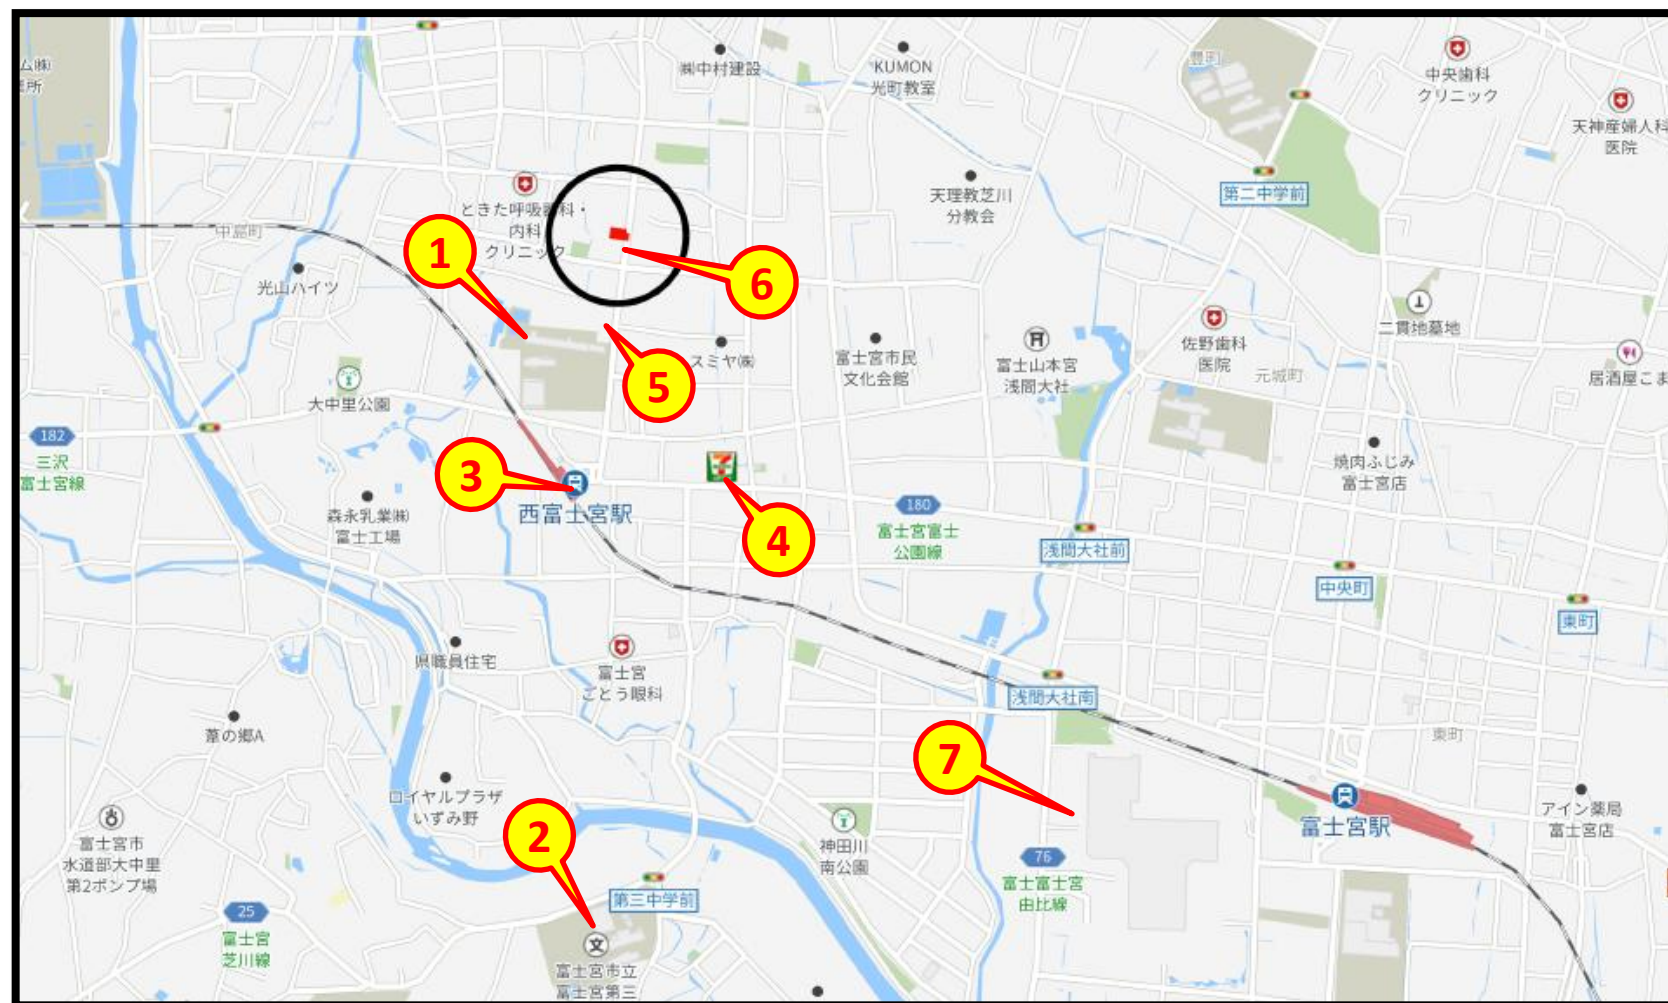 ム㈱
所
㈱中村建設
KUMON
光町教室
豊町
中央歯科
クリニック
天神産婦人科
医院
第二中学前
ときた呼吸器科・
内科
クリニック
天理教芝川
分教会
中島町
1
6
光山ハイツ
二貫地墓地
スミヤ㈱
富士宮市民
文化会館
富士山本宮
浅間大社
佐野歯科
医院
元城町
居酒屋こま
5
大中里公園
182
三沢
富士宮線
3
焼肉ふじみ
富士宮店
西富士宮駅
森永乳業㈱
富士工場
180
富士宮富士
公園線
4
浅間大社前
中央町
東町
県職員住宅
富士宮
ごとう眼科
浅間大社南
葦の郷A
東町
7
ロイヤルプラザ
いずみ野
富士宮駅
アイン薬局
富士宮店
富士宮市
水道部大中里
第2ポンプ場
2
神田川
南公園
76
富士富士宮
由比線
第三中学前
25
富士宮
芝川線
文
富士宮市立
富士宮第三